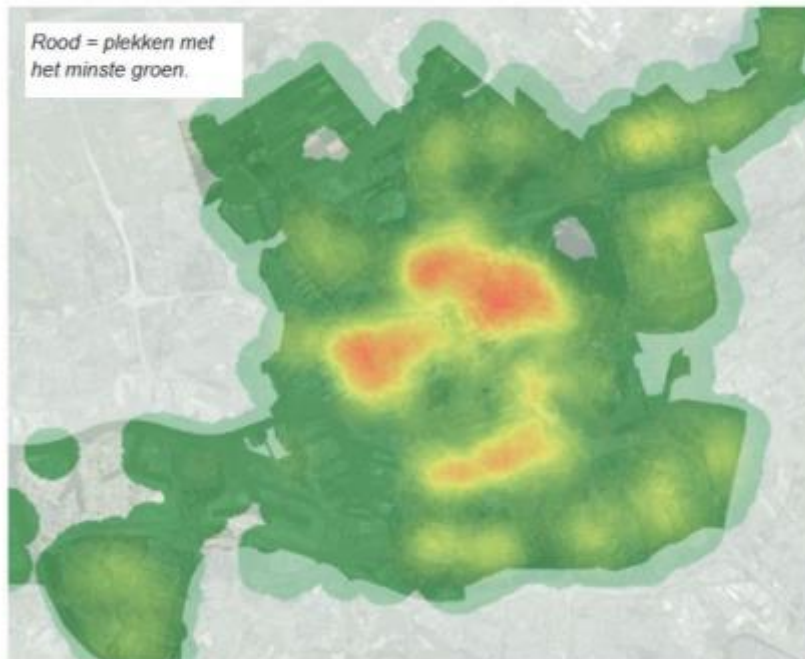 Rood = plekken met
het minste groen.